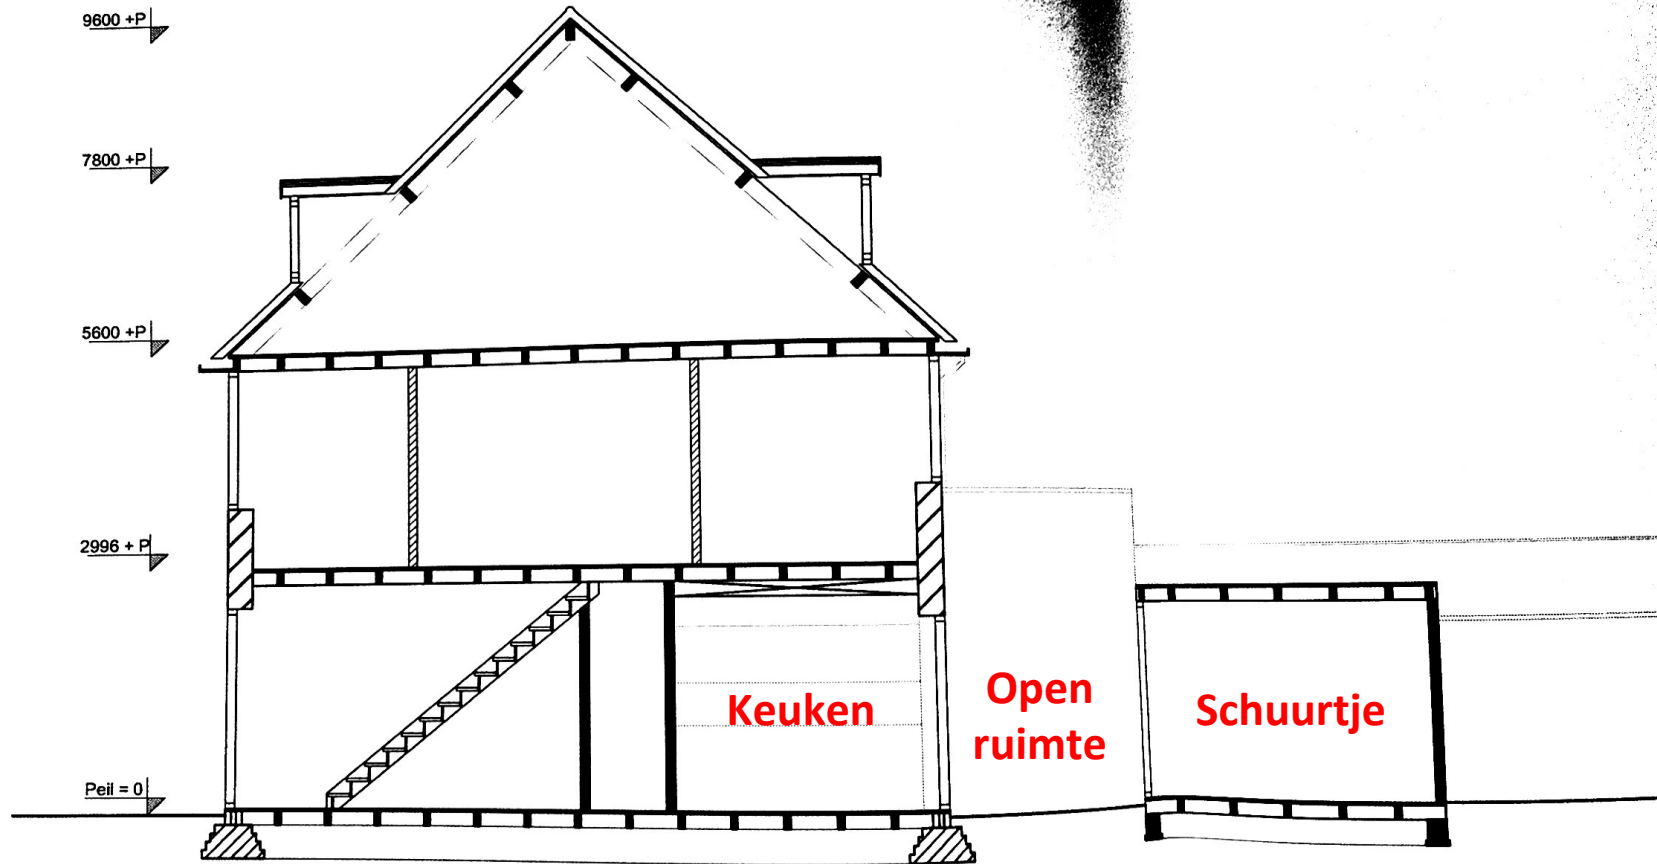 9600 +P
7800 +P
5600 +P
2996 + P
Peil = 0
Keuken
Open
ruimte
Schuurtje